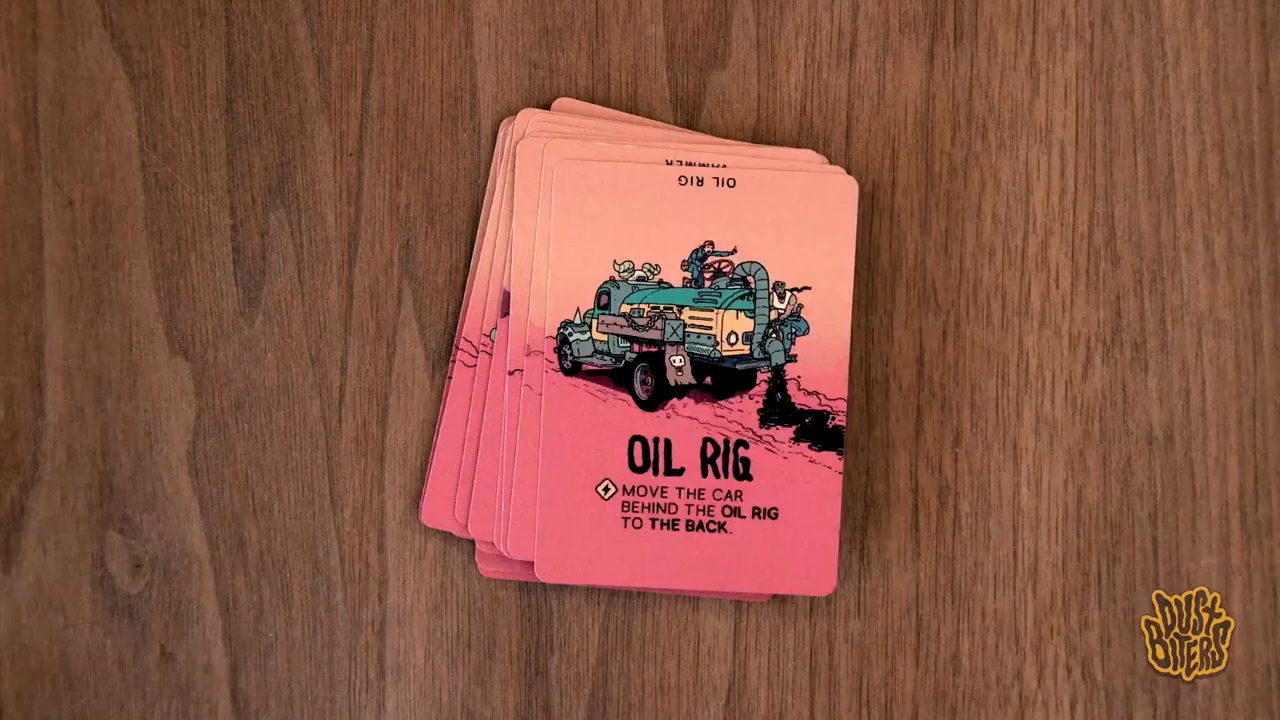 OIL RIG
OIL RIG
MOVE THE CAR
BEHIND THE OIL RIG
TO THE BACK.
DUST
BITERS